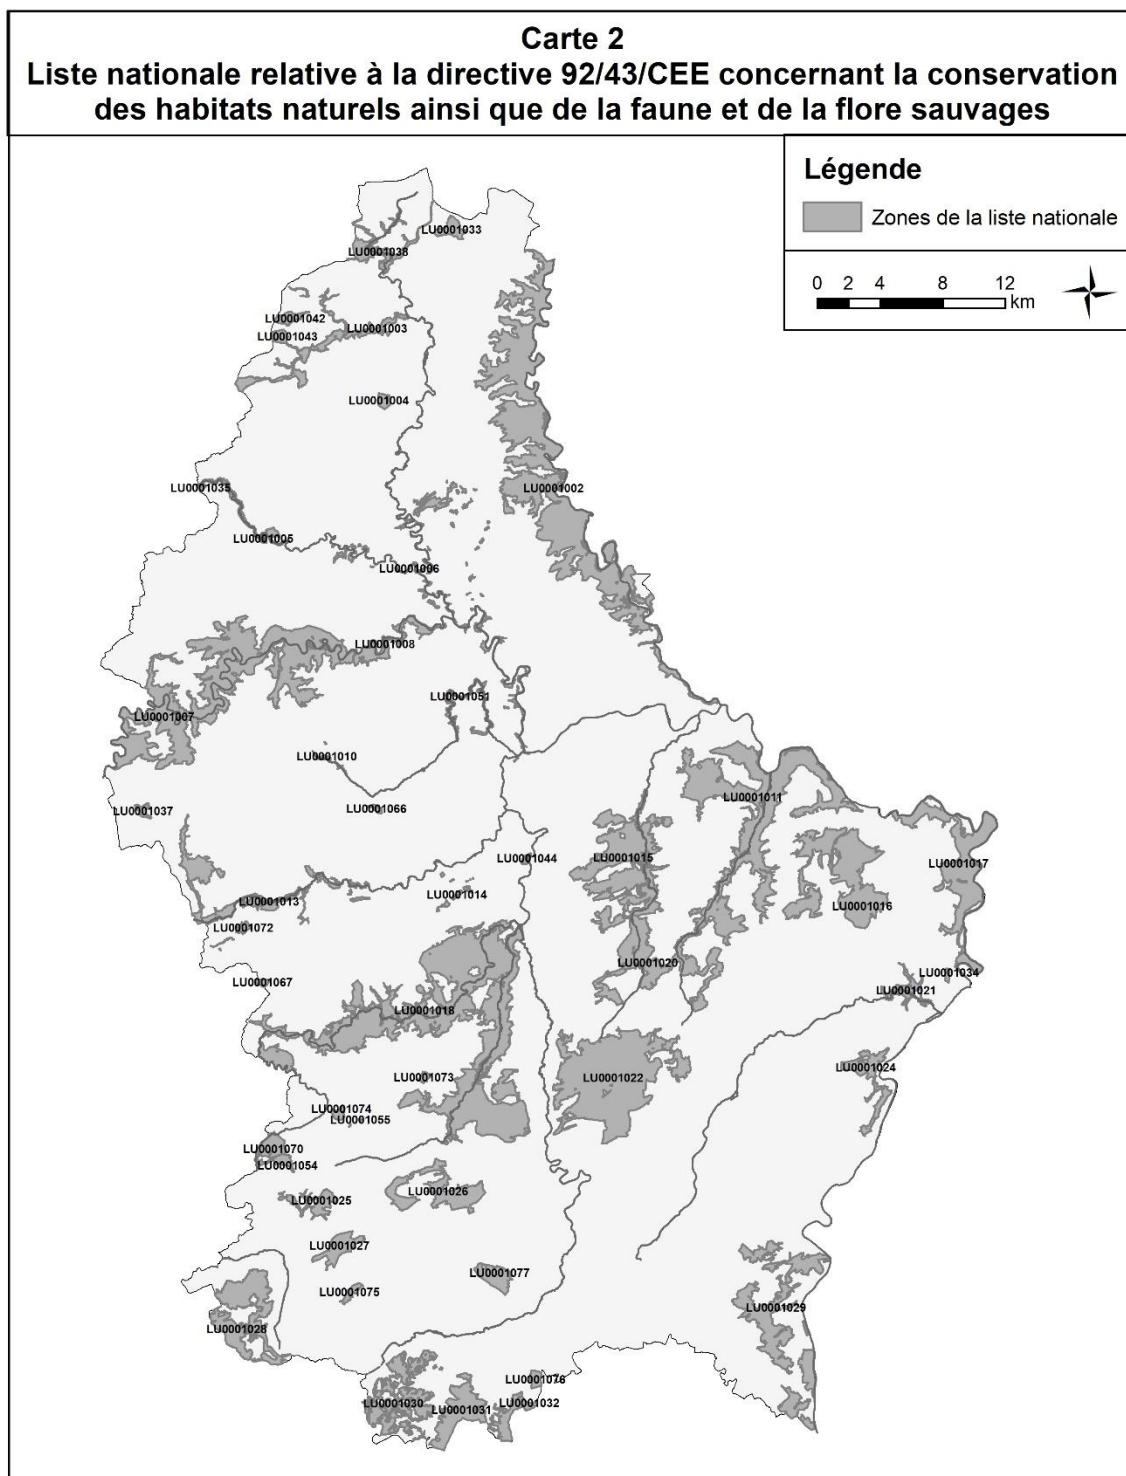 Carte 2
Liste nationale relative à la directive 92/43/CEE concernant la conservation
des habitats naturels ainsi que de la faune et de la flore sauvages
Légende
Zones de la liste nationale
0 2 4 8 12
km
LU0001033
LU0001038
LU0001042
LU0001003
LU0001043
LU0001004
LU0001035
LU0001002
LU0001005
LU0001006
LU0001008
LU0001051
LU0001007
LU0001010
LU0001011
LU0001037
LU0001066
LU0001044
LU0001015
LU0001017
LU0001014
LU0001013
LU0001016
LU0001072
LU0001020
LU0001034
LU0001067
LU0001021
LU0001018
LU0001024
LU0001073
LU0001022
LU0001074
LU0001055
LU0001070
LU0001054
LU0001026
LU0001025
LU0001027
LU0001077
LU0001075
LU0001029
LU0001028
LU0001076
LU0001030
LU0001032
LU0001031